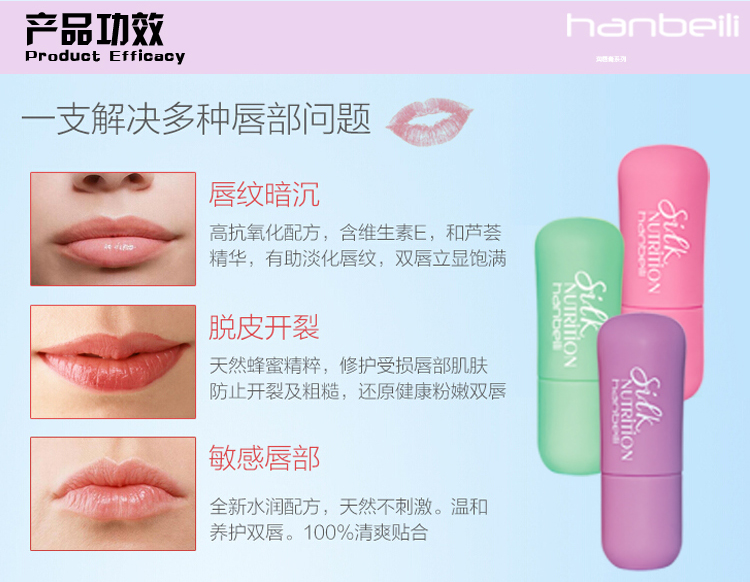 产品功效
Product Efficacy
hanbeili
一支解决多种唇部问题
唇纹暗沉
高抗氧化配方，含维生素E，和芦荟
精华，有助淡化唇纹，双唇立显饱满
脱皮开裂
天然蜂蜜精粹，修护受损唇部肌肤
防止开裂及粗糙，还原健康粉嫩双唇
敏感唇部
全新水润配方，天然不刺激。温和
养护双唇。100%清爽贴合
Silk
NUTRITION
hanbeili
Silk
NUTRITION
hanbeili
Silk
NUTRITION
hanbeili